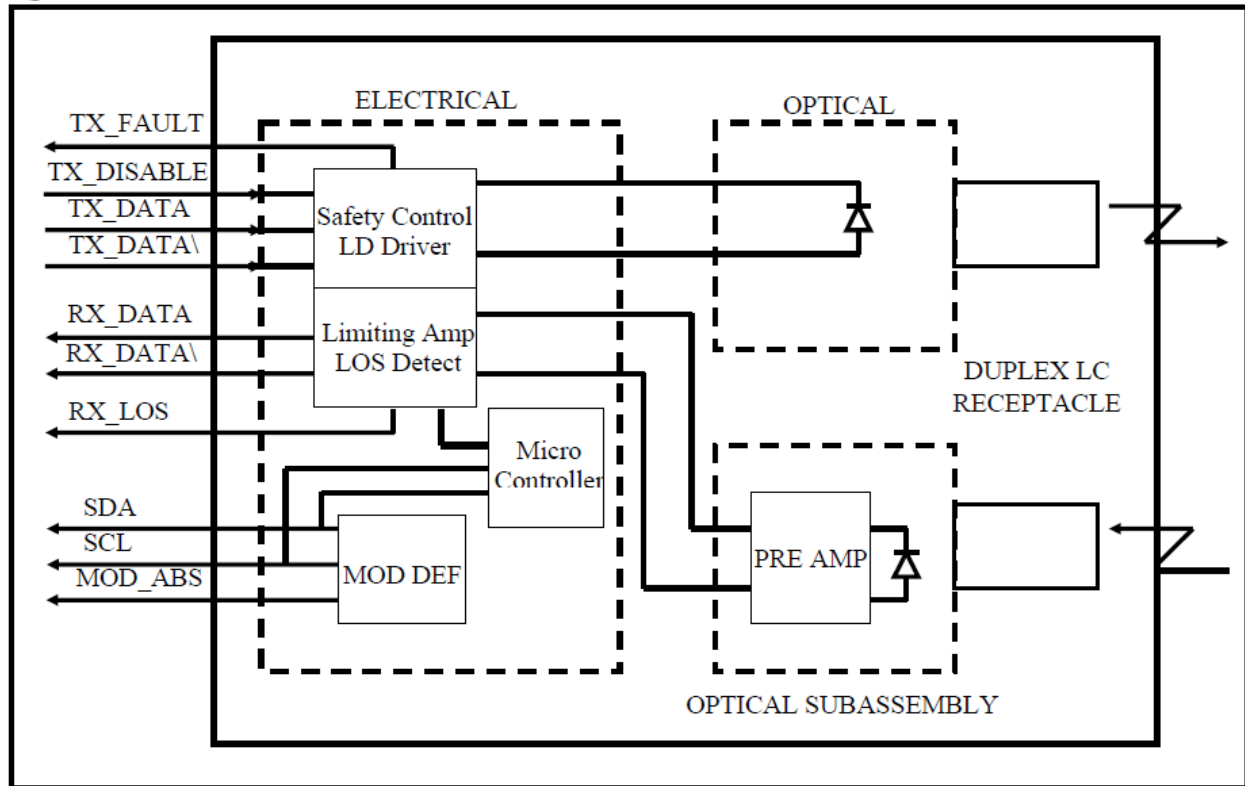 ELECTRICAL
OPTICAL
TX_FAULT
TX_DISABLE
TX_DATA
TX_DATA\
Safety Control
LD Driver
RX_DATA
RX_DATA\
Limiting Amp
LOS Detect
DUPLEX LC
RECEPTACLE
RX_LOS
Micro
Controller
SDA
SCL
MOD_ABS
MOD DEF
PRE AMP
OPTICAL SUBASSEMBLY